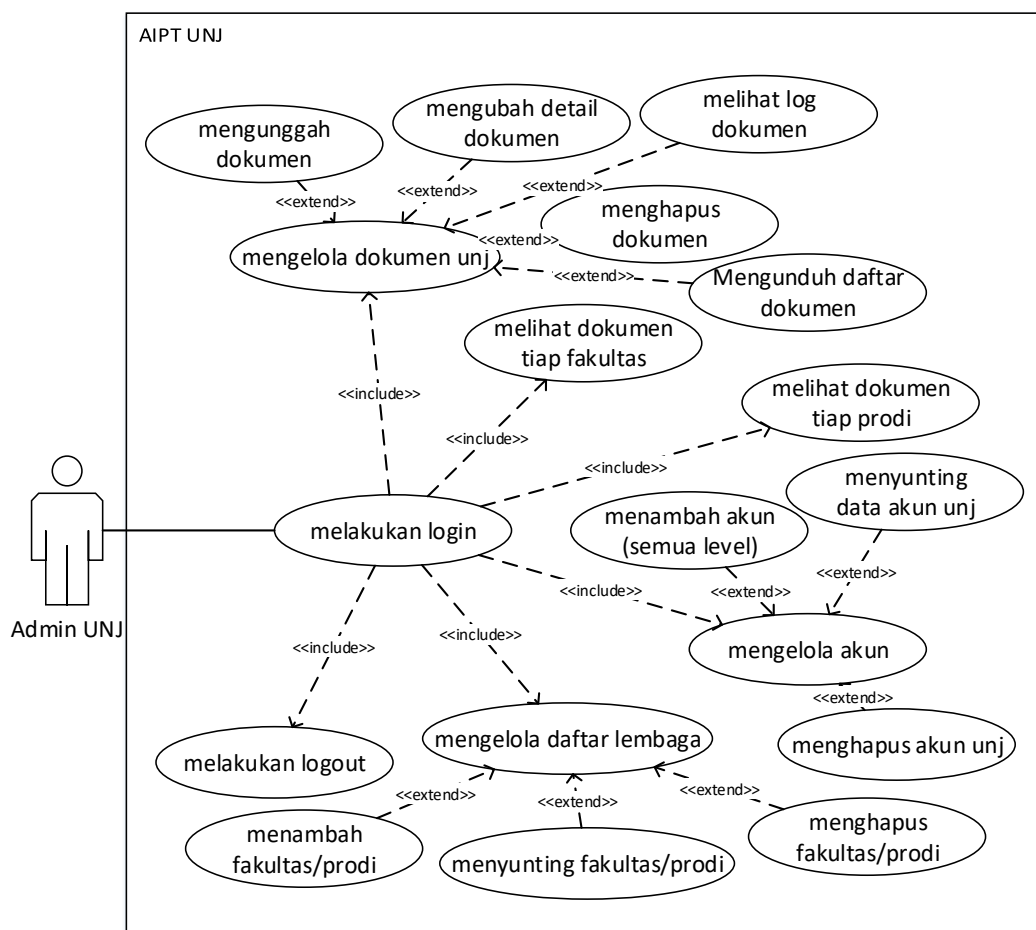 AIPT UNJ
mengunggah
dokumen
mengubah detail
dokumen
melihat log
dokumen
<<extend>>
<<extend>>
<<extend>>
menghapus
dokumen
<<extend>>
mengelola dokumen unj
<<extend>>
Mengunduh daftar
dokumen
melihat dokumen
tiap fakultas
<<include>>
melihat dokumen
tiap prodi
<<include>>
<<include>>
menyunting
data akun unj
menambah akun
(semua level)
melakukan login
<<extend>>
<<include>>
<<extend>>
Admin UNJ
<<include>>
<<include>>
mengelola akun
<<extend>>
mengelola daftar lembaga
menghapus akun unj
melakukan logout
<<extend>>
<<extend>>
<<extend>>
menambah
fakultas/prodi
menyunting fakultas/prodi
menghapus
fakultas/prodi